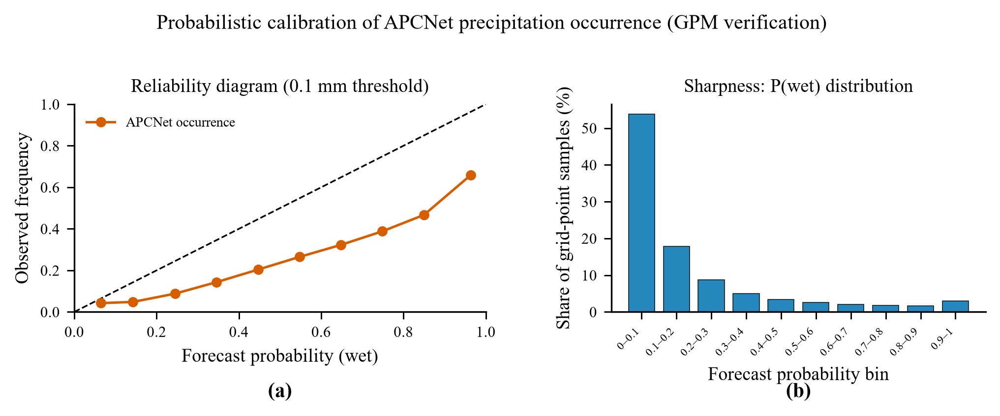 Probabilistic calibration of APCNet precipitation occurrence (GPM verification)
Reliability diagram (0.1 mm threshold)
APCNet occurrence
Observed frequency
1.0
0.8
0.6
0.4
0.2
0.0
0.0 0.2 0.4 0.6 0.8 1.0
Forecast probability (wet)
(a)
Sharpness: P(wet) distribution
Share of grid-point samples (%)
50
40
30
20
10
0
0–0.1 0.1–0.2 0.2–0.3 0.3–0.4 0.4–0.5 0.5–0.6 0.6–0.7 0.7–0.8 0.8–0.9 0.9–1
Forecast probability bin
(b)